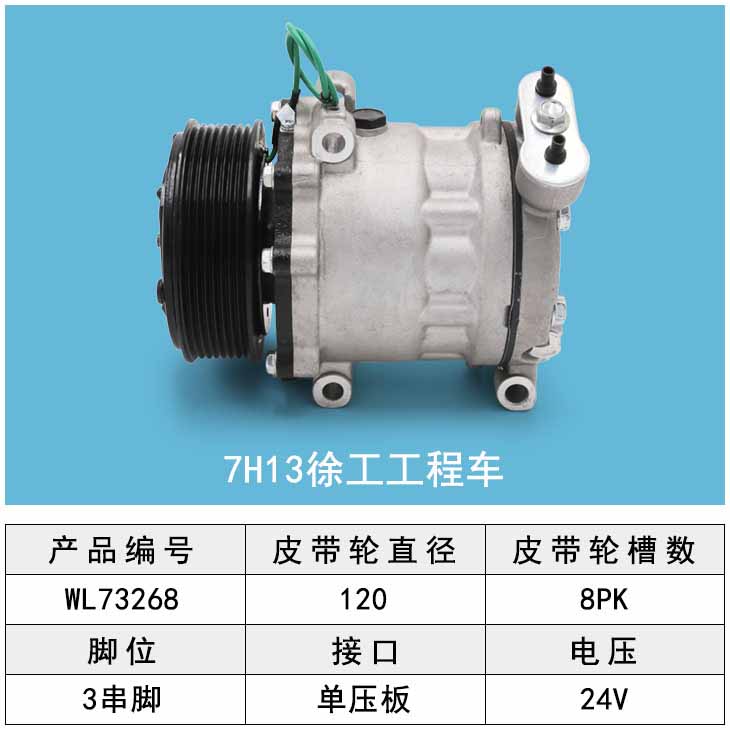 7H13徐工工程车
产品编号 皮带轮直径 皮带轮槽数
WL73268 120 8PK
脚位 接口 电压
3串脚 单压板 24V